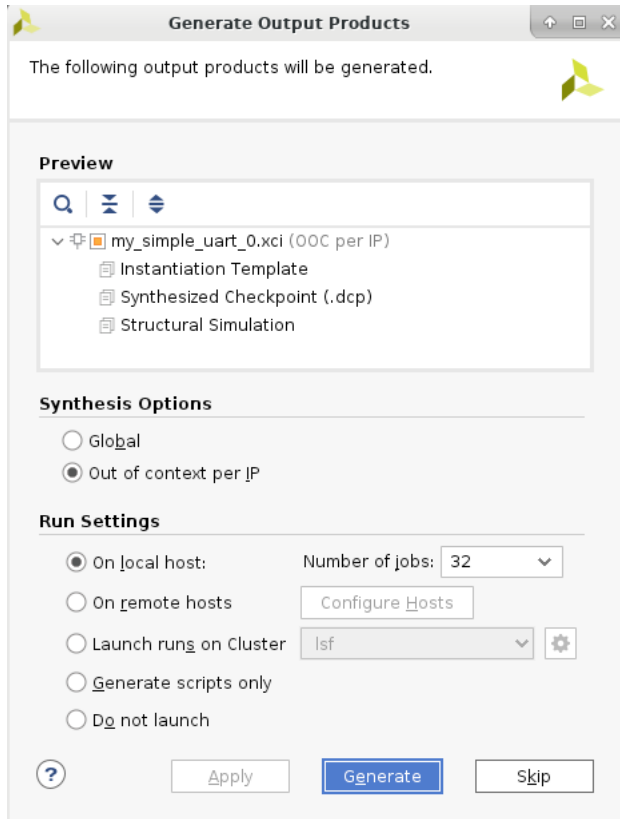 Generate Output Products
The following output products will be generated.
Preview
my_simple_uart_0.xci (OOC per IP)
Instantiation Template
Synthesized Checkpoint (.dcp)
Structural Simulation
Synthesis Options
Global
Out of context per IP
Run Settings
On local host: Number of jobs: 32
On remote hosts Configure Hosts
Launch runs on Cluster lsf
Generate scripts only
Do not launch
? Apply Generate Skip